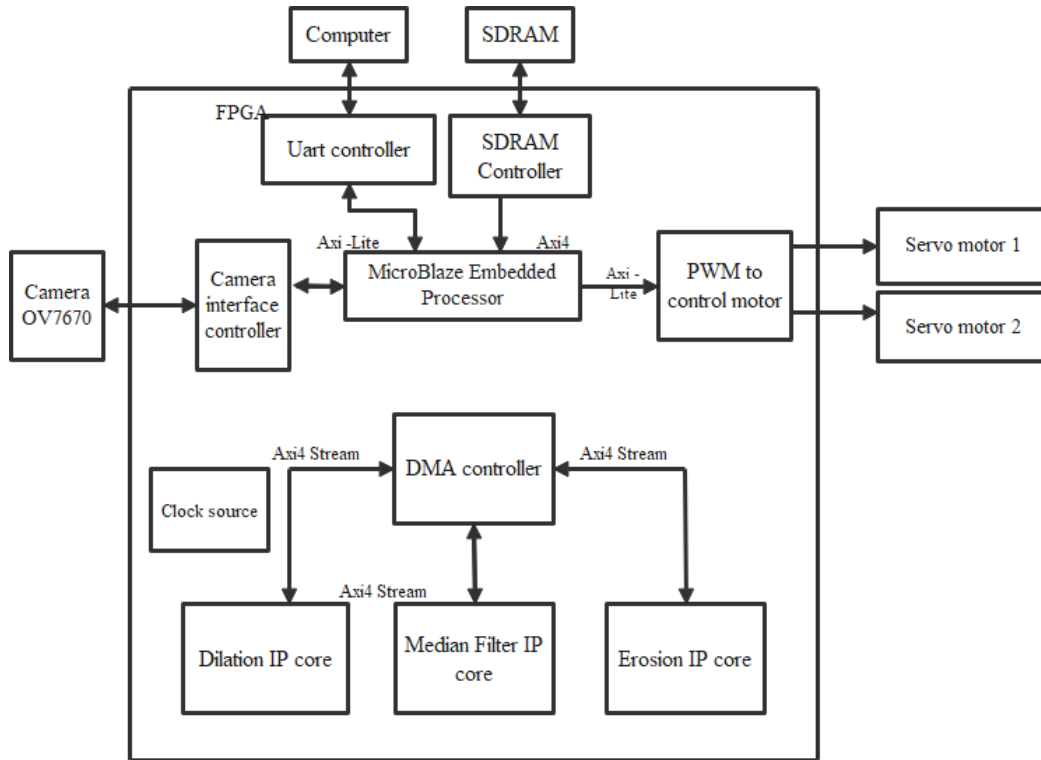 Computer
SDRAM
FPGA
Uart controller
SDRAM
Controller
Axi -Lite
Axi4
Camera
OV7670
Camera
interface
controller
MicroBlaze Embedded
Processor
Axi -
Lite
PWM to
control motor
Servo motor 1
Servo motor 2
Axi4 Stream
DMA controller
Axi4 Stream
Clock source
Axi4 Stream
Dilation IP core
Median Filter IP
core
Erosion IP core